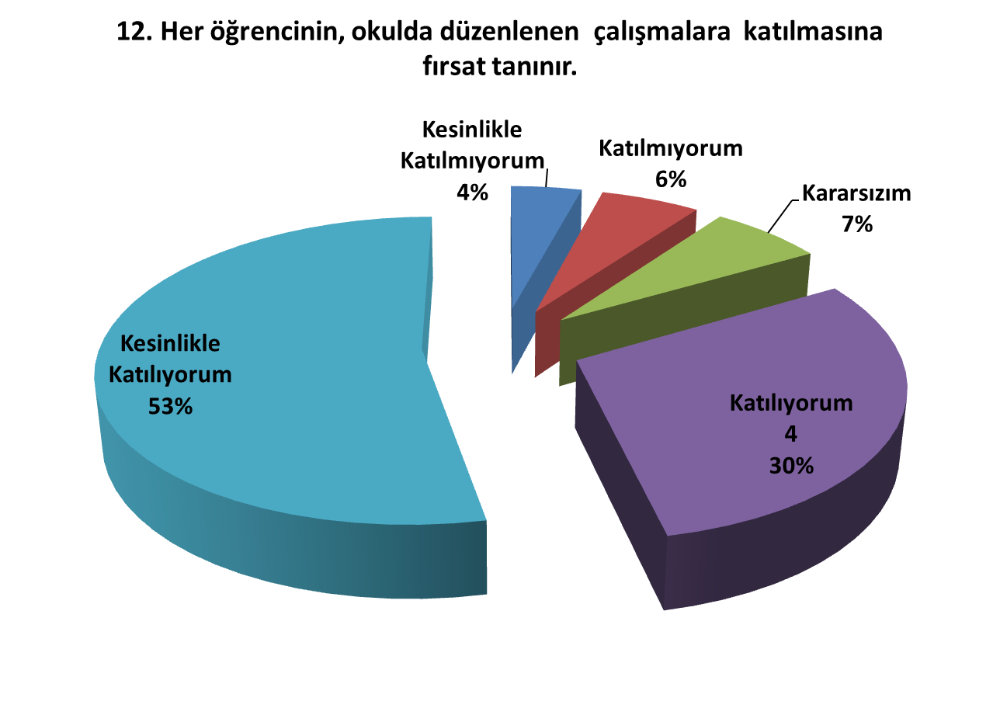 12. Her öğrencinin, okulda düzenlenen çalışmalara katılmasına
fırsat tanınır.
Kesinlikle
Katılmıyorum
4%
Katılmıyorum
6%
Kararsızım
7%
Katılıyorum
4
30%
Kesinlikle
Katılıyorum
53%